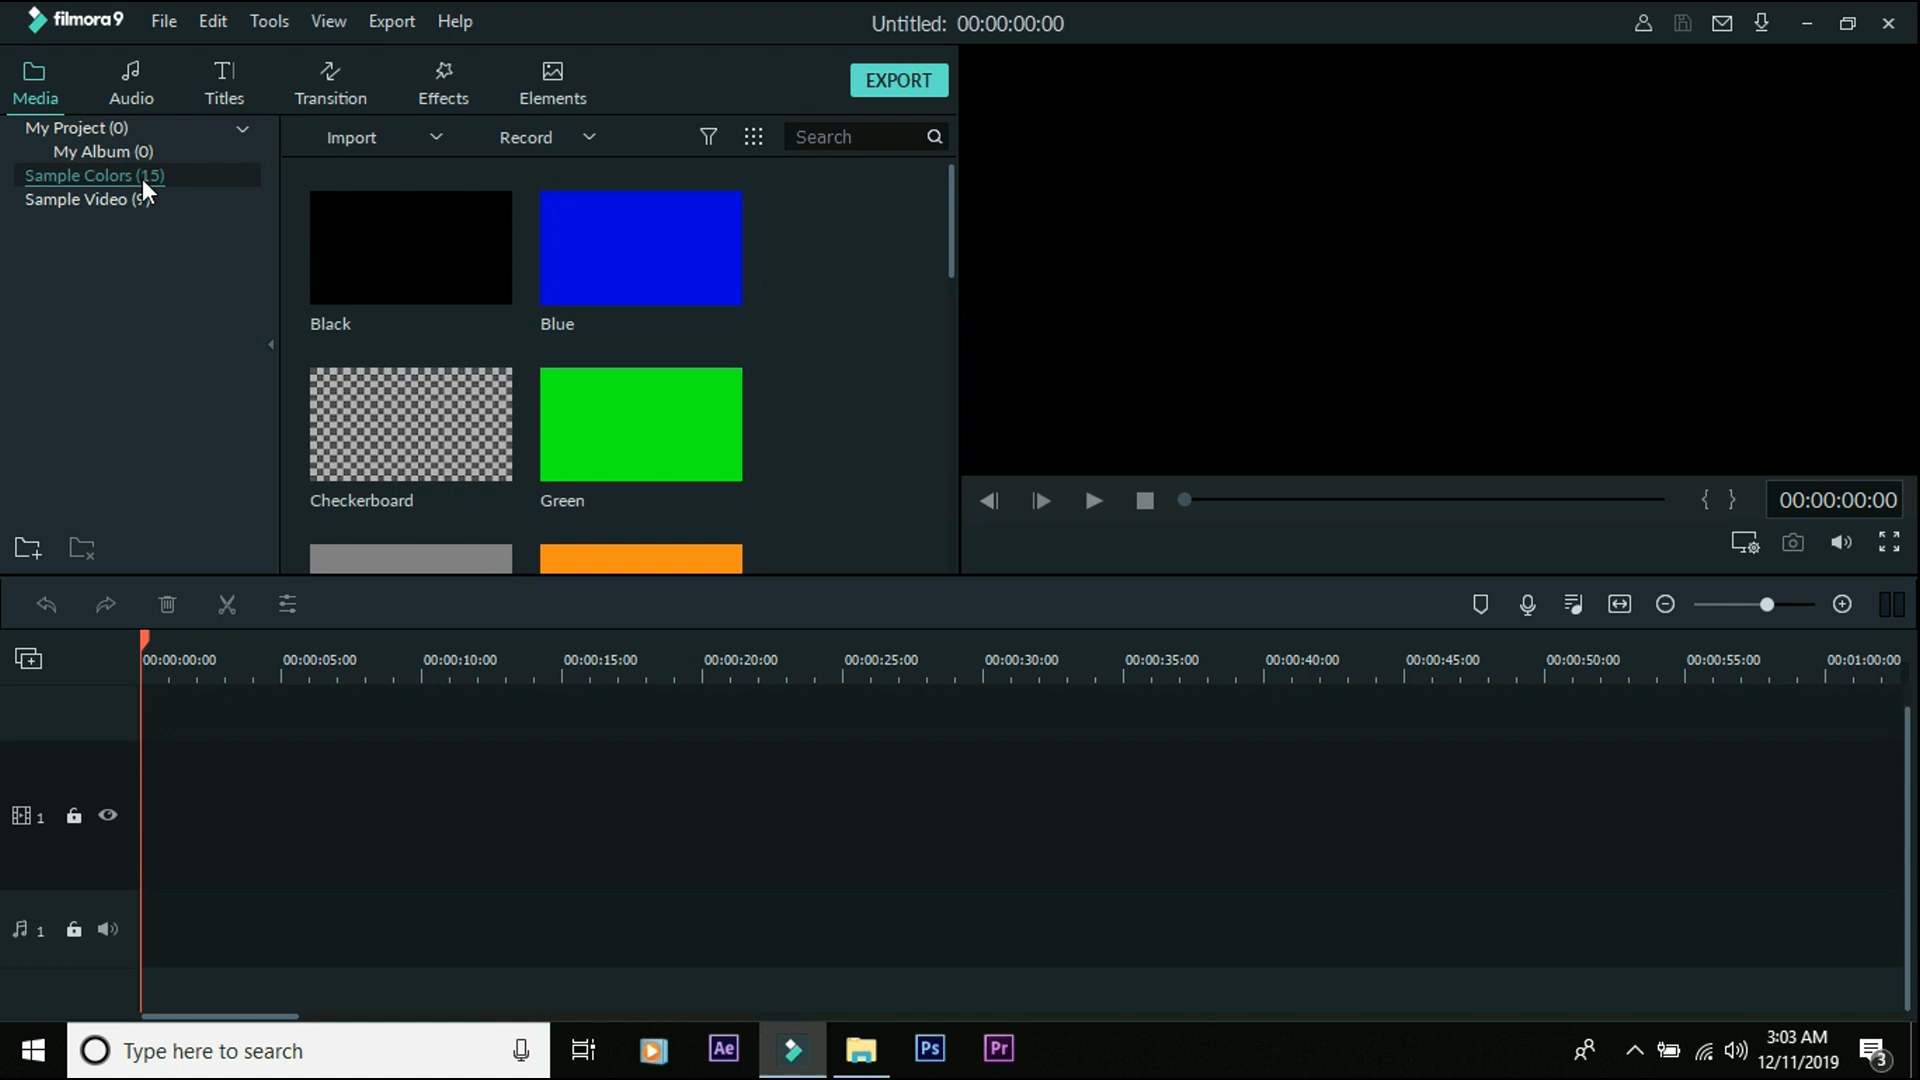 filmora9 File Edit Tools View Export Help Untitled: 00:00:00:00
Media Audio Titles Transition Effects Elements EXPORT
My Project (0)
My Album (0)
Sample Colors (15)
Sample Video (9)
Import Record Search
Black Blue
Checkerboard Green
00:00:00:00
00:00:00:00 00:00:05:00 00:00:10:00 00:00:15:00 00:00:20:00 00:00:25:00 00:00:30:00 00:00:35:00 00:00:40:00 00:00:45:00 00:00:50:00 00:00:55:00 00:01:00:00
1
1
Type here to search Ae Ps Pr 3:03 AM
12/11/2019 3